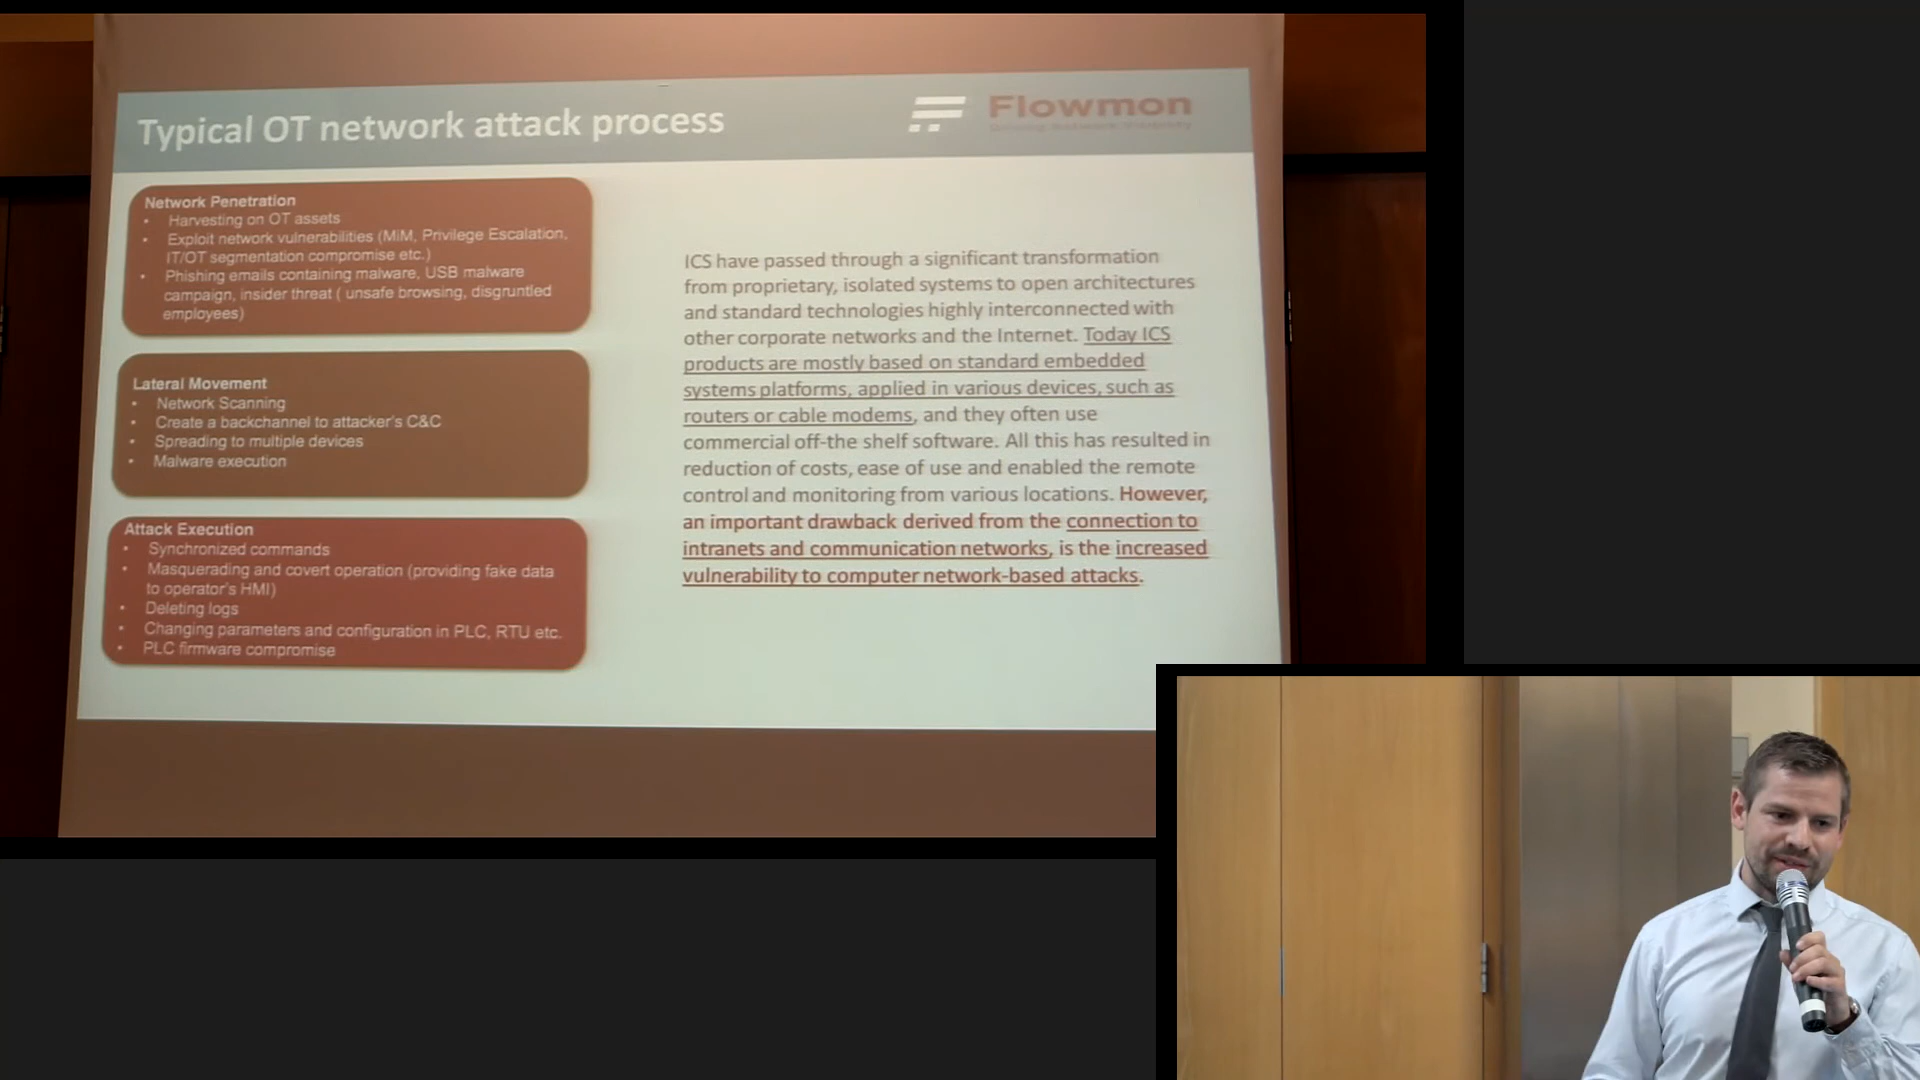 Typical OT network attack process
Flowmon
Network Penetration
• Harvesting on OT assets
• Exploit network vulnerabilities (MiM, Privilege Escalation,
IT/OT segmentation compromise etc.)
• Phishing emails containing malware, USB malware
campaign, insider threat ( unsafe browsing, disgruntled
employees)
Lateral Movement
• Network Scanning
• Create a backchannel to attacker's C&C
• Spreading to multiple devices
• Malware execution
Attack Execution
• Synchronized commands
• Masquerading and covert operation (providing fake data
to operator's HMI)
• Deleting logs
• Changing parameters and configuration in PLC, RTU etc.
• PLC firmware compromise
ICS have passed through a significant transformation
from proprietary, isolated systems to open architectures
and standard technologies highly interconnected with
other corporate networks and the Internet. Today ICS
products are mostly based on standard embedded
systems platforms, applied in various devices, such as
routers or cable modems, and they often use
commercial off-the shelf software. All this has resulted in
reduction of costs, ease of use and enabled the remote
control and monitoring from various locations. However,
an important drawback derived from the connection to
intranets and communication networks, is the increased
vulnerability to computer network-based attacks.